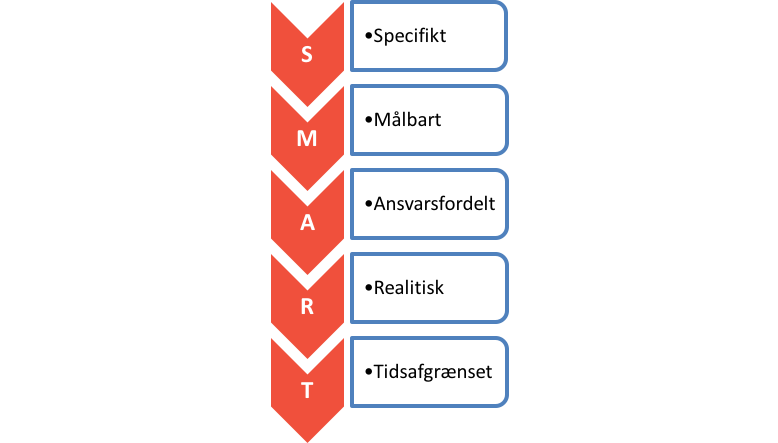 S
•Specifikt
M
•Målbart
A
•Ansvarsfordelt
R
•Realitisk
T
•Tidsafgrænset